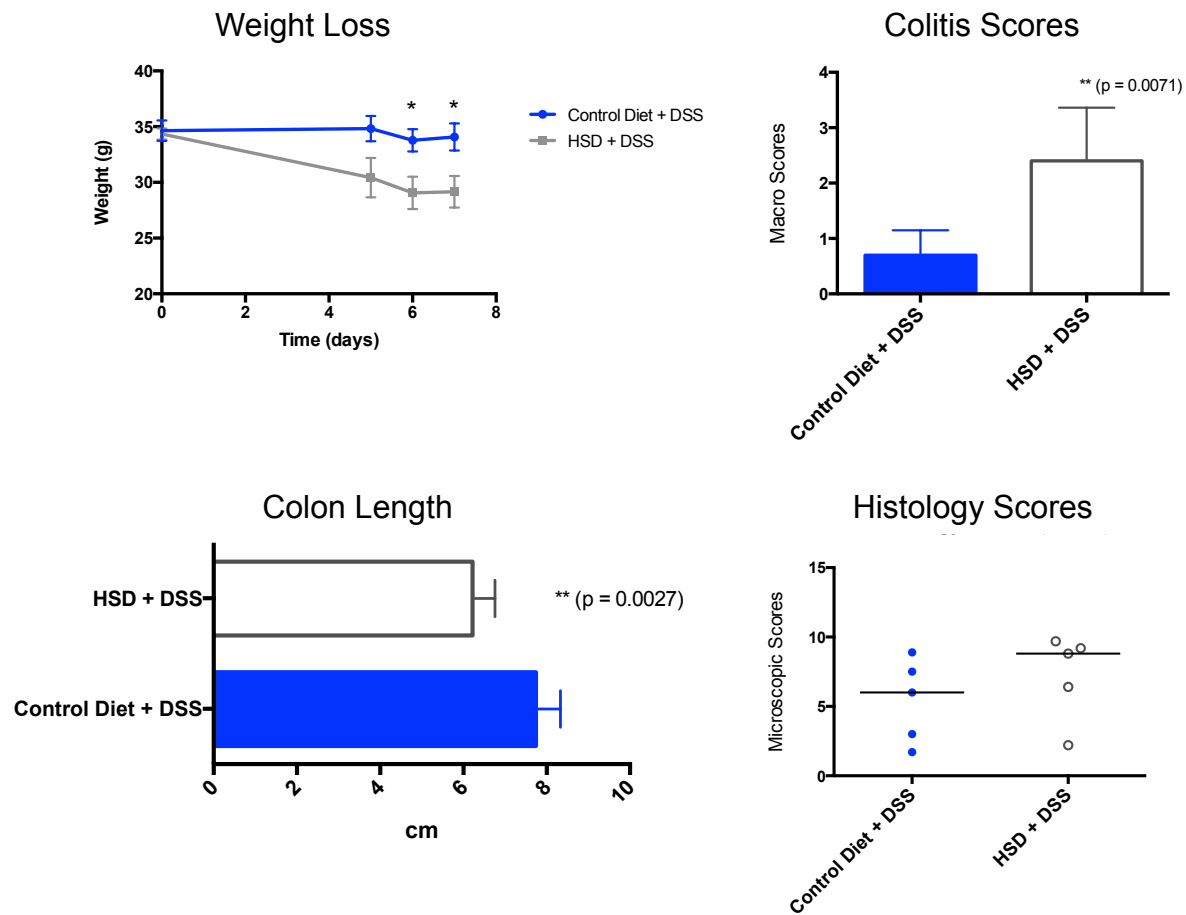 Weight Loss
40
35
30
25
20
0
2
4
6
8
* *
Weight (g)
Time (days)
Control Diet + DSS
HSD + DSS
Colitis Scores
4
3
2
1
0
** (p = 0.0071)
Macro Scores
Control Diet + DSS
HSD + DSS
Colon Length
HSD + DSS
Control Diet + DSS
** (p = 0.0027)
0
2
4
6
8
10
cm
Histology Scores
15
10
5
0
Microscopic Scores
Control Diet + DSS
HSD + DSS